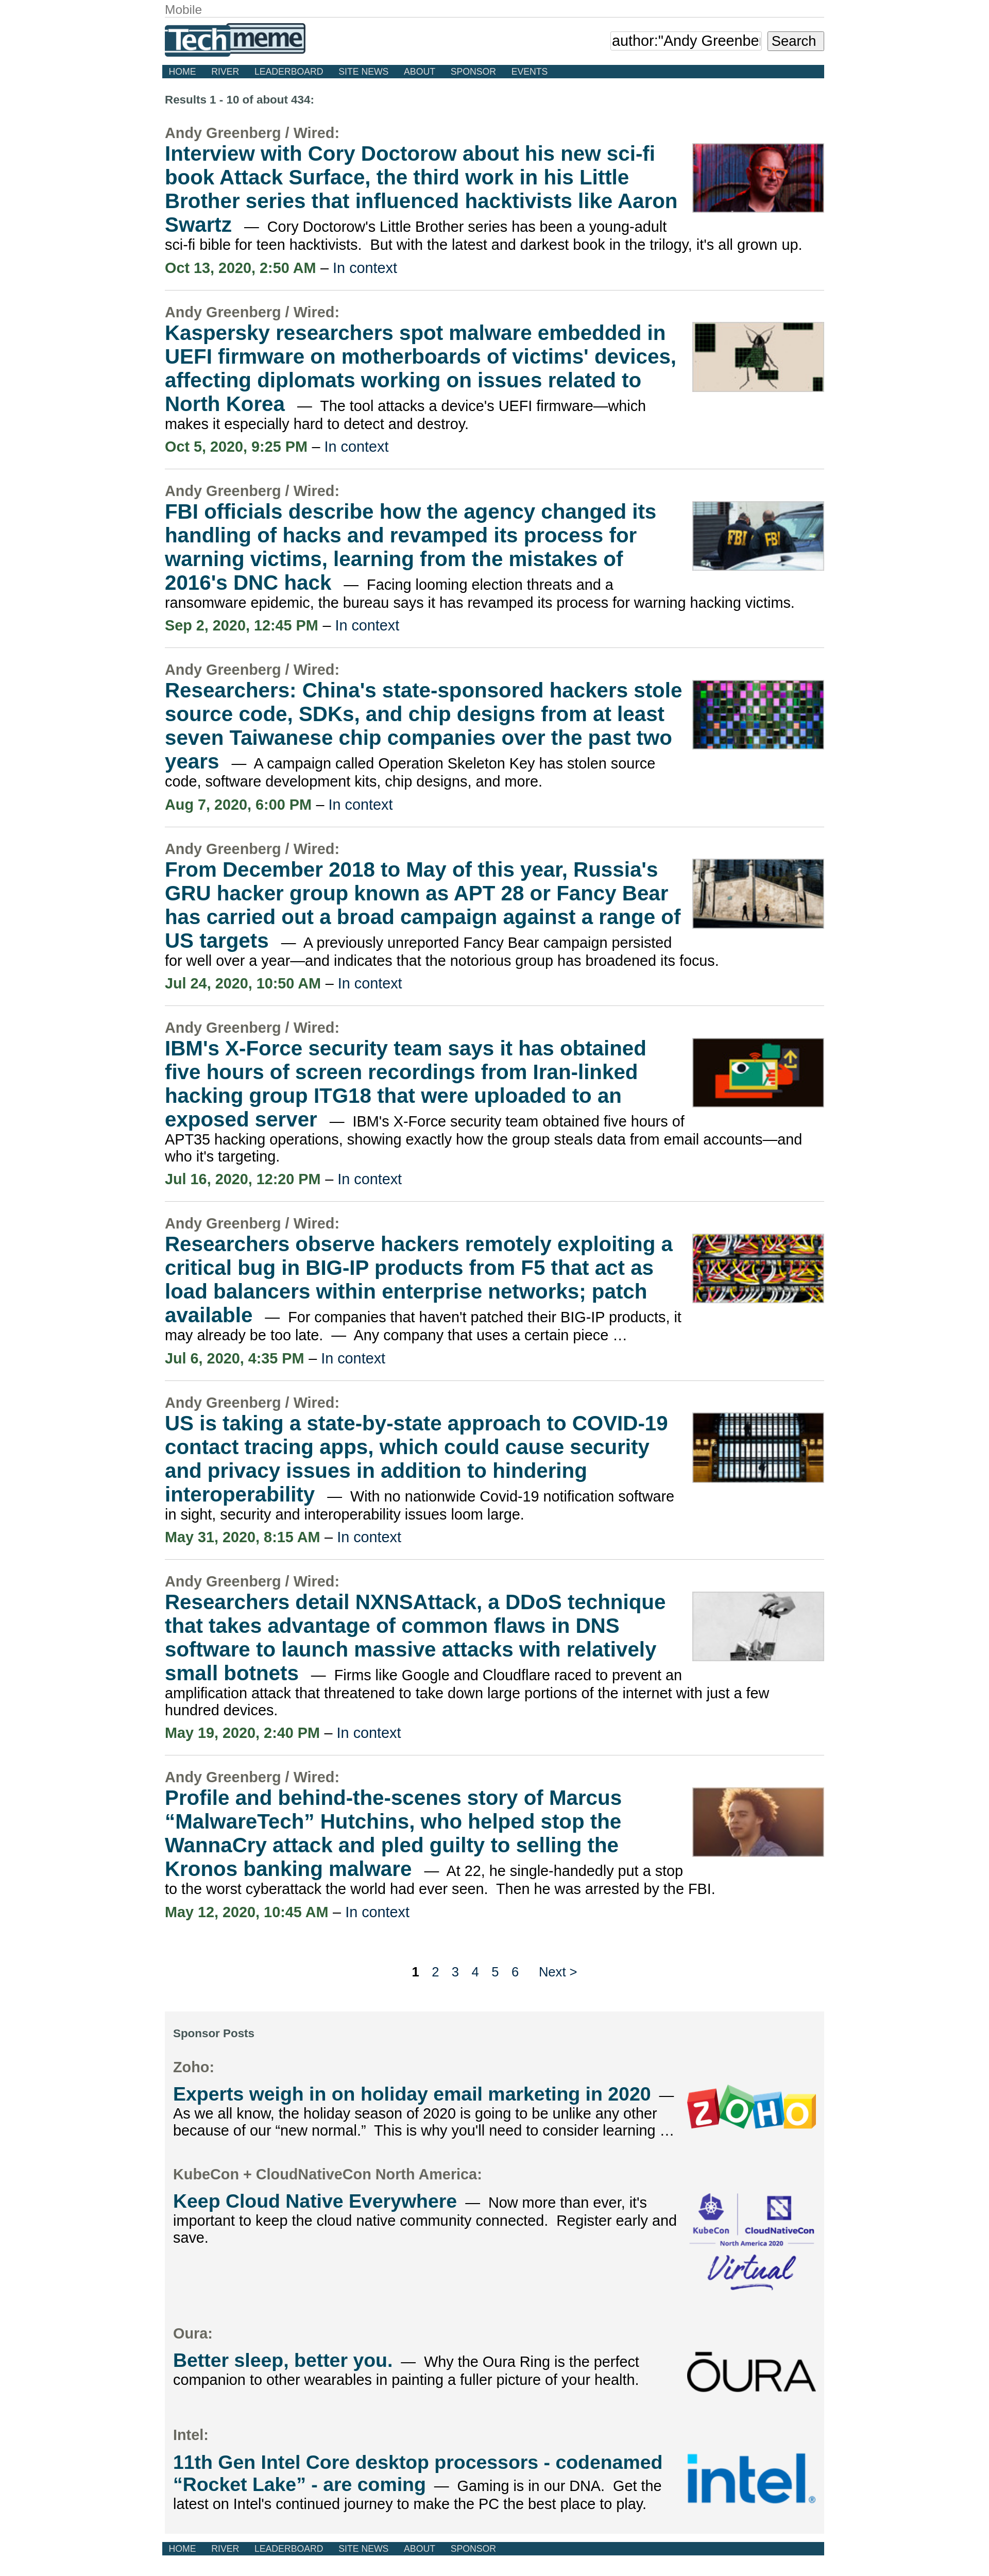 Mobile
Techmeme
author:"Andy Greenbe
Search
HOME RIVER LEADERBOARD SITE NEWS ABOUT SPONSOR EVENTS
Results 1 - 10 of about 434:
Andy Greenberg / Wired:
Interview with Cory Doctorow about his new sci-fi
book Attack Surface, the third work in his Little
Brother series that influenced hacktivists like Aaron
Swartz — Cory Doctorow's Little Brother series has been a young-adult
sci-fi bible for teen hacktivists. But with the latest and darkest book in the trilogy, it's all grown up.
Oct 13, 2020, 2:50 AM – In context
Andy Greenberg / Wired:
Kaspersky researchers spot malware embedded in
UEFI firmware on motherboards of victims' devices,
affecting diplomats working on issues related to
North Korea — The tool attacks a device's UEFI firmware—which
makes it especially hard to detect and destroy.
Oct 5, 2020, 9:25 PM – In context
Andy Greenberg / Wired:
FBI officials describe how the agency changed its
handling of hacks and revamped its process for
warning victims, learning from the mistakes of
2016's DNC hack — Facing looming election threats and a
ransomware epidemic, the bureau says it has revamped its process for warning hacking victims.
FBI FBI
Sep 2, 2020, 12:45 PM – In context
Andy Greenberg / Wired:
Researchers: China's state-sponsored hackers stole
source code, SDKs, and chip designs from at least
seven Taiwanese chip companies over the past two
years — A campaign called Operation Skeleton Key has stolen source
code, software development kits, chip designs, and more.
Aug 7, 2020, 6:00 PM – In context
Andy Greenberg / Wired:
From December 2018 to May of this year, Russia's
GRU hacker group known as APT 28 or Fancy Bear
has carried out a broad campaign against a range of
US targets — A previously unreported Fancy Bear campaign persisted
for well over a year—and indicates that the notorious group has broadened its focus.
Jul 24, 2020, 10:50 AM – In context
Andy Greenberg / Wired:
IBM's X-Force security team says it has obtained
five hours of screen recordings from Iran-linked
hacking group ITG18 that were uploaded to an
exposed server — IBM's X-Force security team obtained five hours of
APT35 hacking operations, showing exactly how the group steals data from email accounts—and
who it's targeting.
Jul 16, 2020, 12:20 PM – In context
Andy Greenberg / Wired:
Researchers observe hackers remotely exploiting a
critical bug in BIG-IP products from F5 that act as
load balancers within enterprise networks; patch
available — For companies that haven't patched their BIG-IP products, it
may already be too late. — Any company that uses a certain piece …
Jul 6, 2020, 4:35 PM – In context
Andy Greenberg / Wired:
US is taking a state-by-state approach to COVID-19
contact tracing apps, which could cause security
and privacy issues in addition to hindering
interoperability — With no nationwide Covid-19 notification software
in sight, security and interoperability issues loom large.
May 31, 2020, 8:15 AM – In context
Andy Greenberg / Wired:
Researchers detail NXNSAttack, a DDoS technique
that takes advantage of common flaws in DNS
software to launch massive attacks with relatively
small botnets — Firms like Google and Cloudflare raced to prevent an
amplification attack that threatened to take down large portions of the internet with just a few
hundred devices.
May 19, 2020, 2:40 PM – In context
Andy Greenberg / Wired:
Profile and behind-the-scenes story of Marcus
“MalwareTech” Hutchins, who helped stop the
WannaCry attack and pled guilty to selling the
Kronos banking malware — At 22, he single-handedly put a stop
to the worst cyberattack the world had ever seen. Then he was arrested by the FBI.
May 12, 2020, 10:45 AM – In context
1 2 3 4 5 6 Next >
Sponsor Posts
Zoho:
Experts weigh in on holiday email marketing in 2020 —
As we all know, the holiday season of 2020 is going to be unlike any other
because of our “new normal.” This is why you'll need to consider learning …
ZOHO
KubeCon + CloudNativeCon North America:
Keep Cloud Native Everywhere — Now more than ever, it's
important to keep the cloud native community connected. Register early and
save.
KubeCon CloudNativeCon
North America 2020
Virtual
Oura:
Better sleep, better you. — Why the Oura Ring is the perfect
companion to other wearables in painting a fuller picture of your health.
ŌURA
Intel:
11th Gen Intel Core desktop processors - codenamed
“Rocket Lake” - are coming — Gaming is in our DNA. Get the
latest on Intel's continued journey to make the PC the best place to play.
intel®
HOME RIVER LEADERBOARD SITE NEWS ABOUT SPONSOR